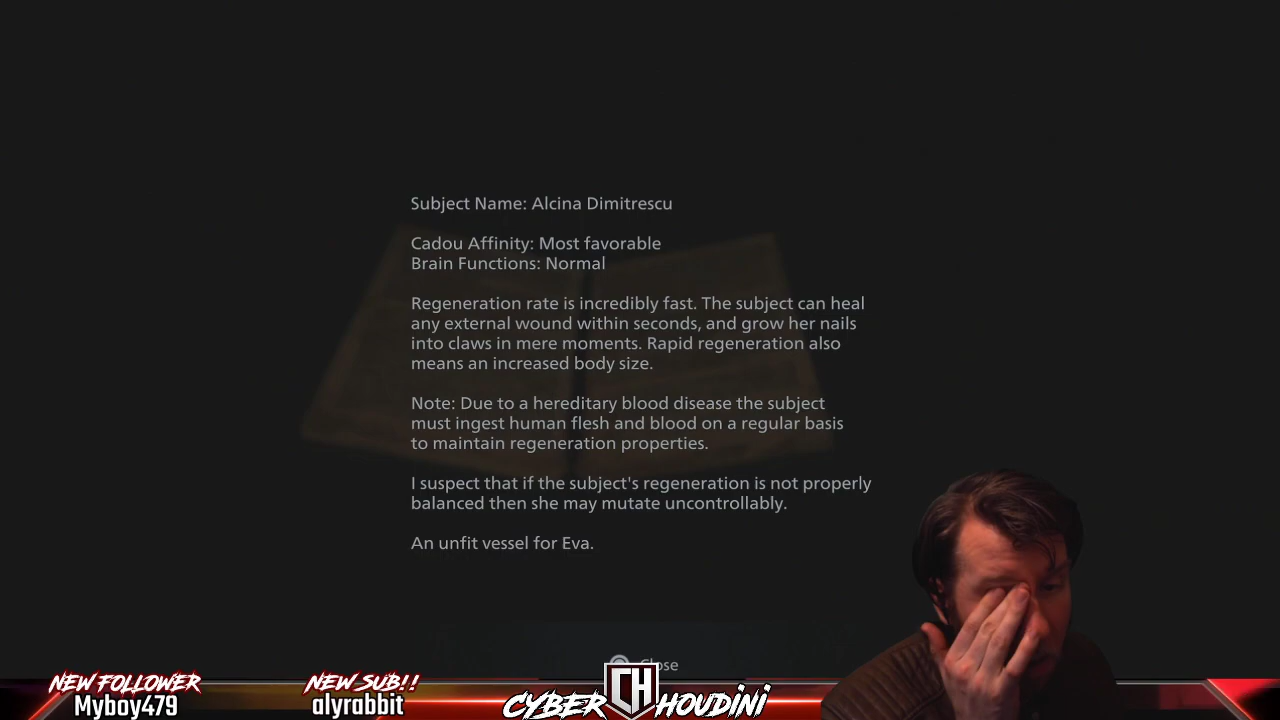 Subject Name: Alcina Dimitrescu
Cadou Affinity: Most favorable
Brain Functions: Normal
Regeneration rate is incredibly fast. The subject can heal
any external wound within seconds, and grow her nails
into claws in mere moments. Rapid regeneration also
means an increased body size.
Note: Due to a hereditary blood disease the subject
must ingest human flesh and blood on a regular basis
to maintain regeneration properties.
I suspect that if the subject's regeneration is not properly
balanced then she may mutate uncontrollably.
An unfit vessel for Eva.
Close
NEW FOLLOWER
Myboy479
NEW SUB!!
alyrabbit
CYBER CH HOUDINI